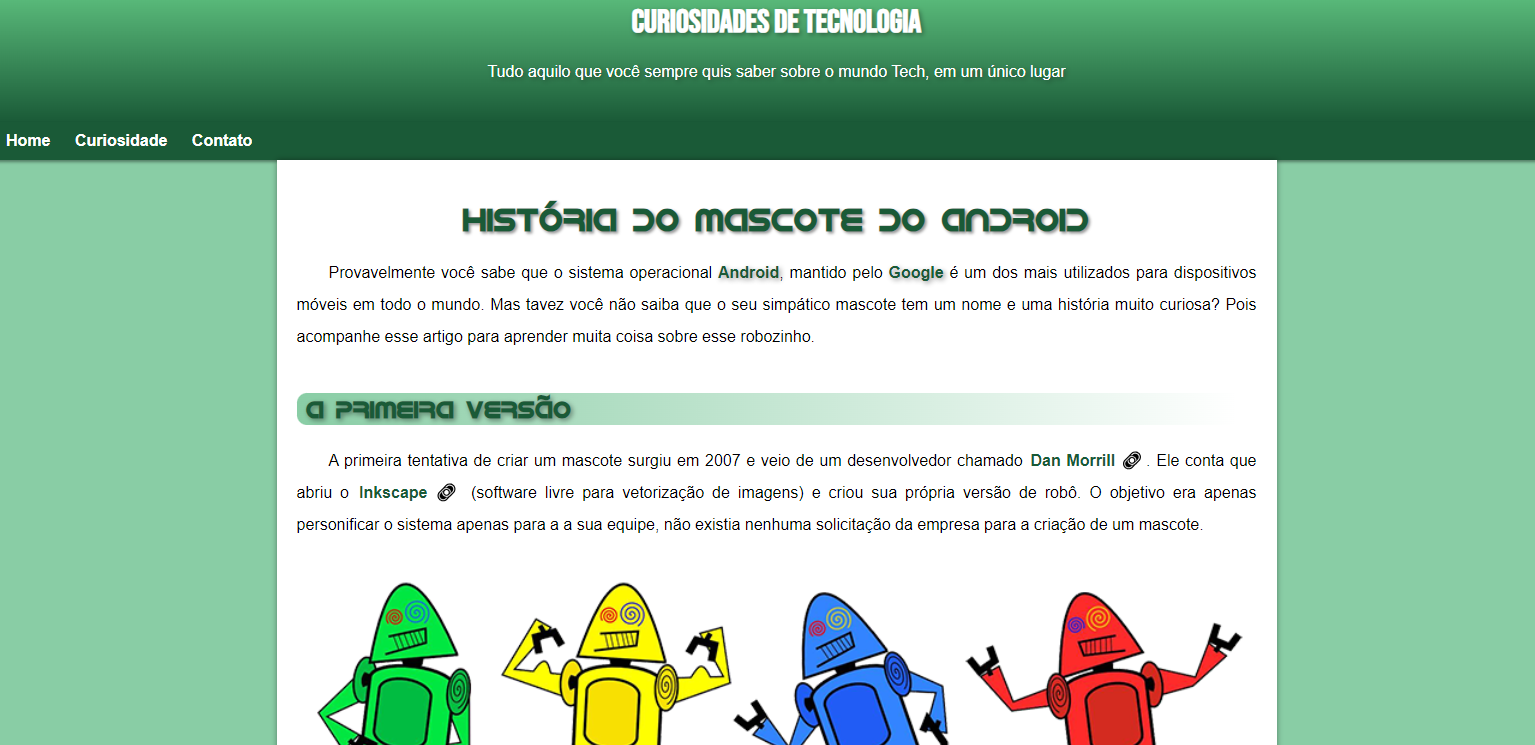 CURIOSIDADES DE TECNOLOGIA
Tudo aquilo que você sempre quis saber sobre o mundo Tech, em um único lugar
Home Curiosidade Contato
HISTÓRIA DO MASCOTE DO ANDROID
Provavelmente você sabe que o sistema operacional Android, mantido pelo Google é um dos mais utilizados para dispositivos
móveis em todo o mundo. Mas tavez você não saiba que o seu simpático mascote tem um nome e uma história muito curiosa? Pois
acompanhe esse artigo para aprender muita coisa sobre esse robozinho.
A PRIMEIRA VERSÃO
A primeira tentativa de criar um mascote surgiu em 2007 e veio de um desenvolvedor chamado Dan Morrill . Ele conta que
abriu o Inkscape (software livre para vetorização de imagens) e criou sua própria versão de robô. O objetivo era apenas
personificar o sistema apenas para a a sua equipe, não existia nenhuma solicitação da empresa para a criação de um mascote.